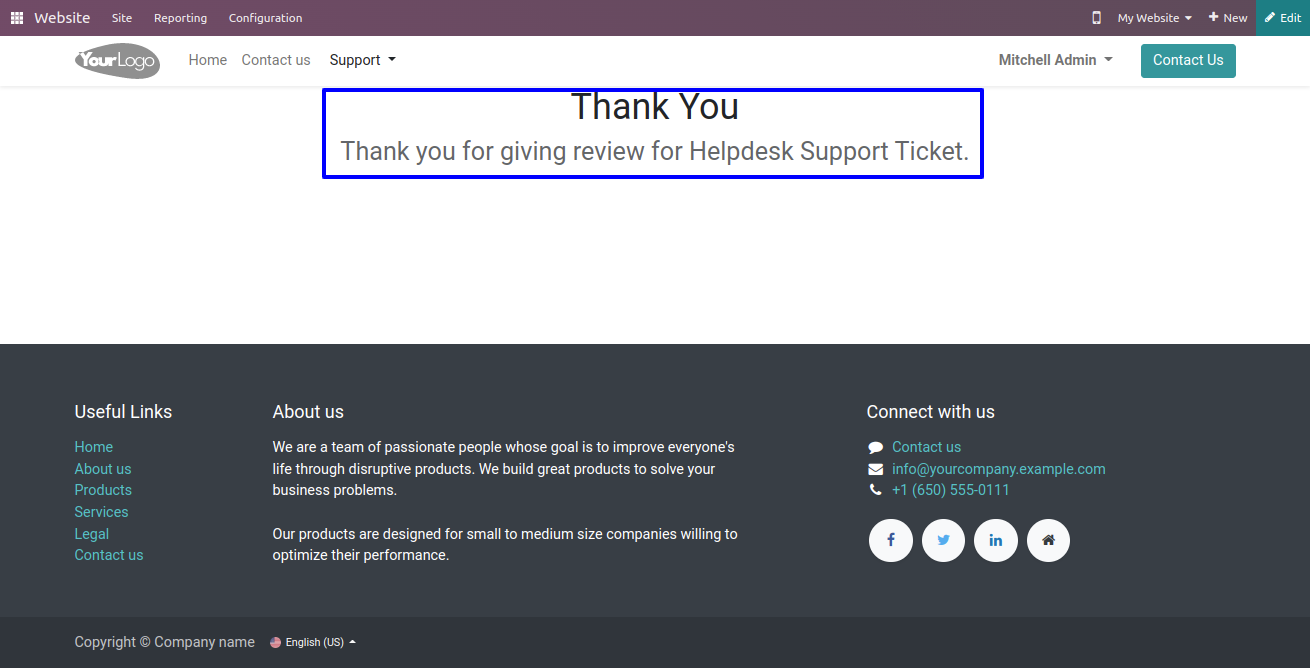 Website Site Reporting Configuration My Website New Edit
YourLogo Home Contact us Support Mitchell Admin Contact Us
Thank You
Thank you for giving review for Helpdesk Support Ticket.
Useful Links
Home
About us
Products
Services
Legal
Contact us
About us
We are a team of passionate people whose goal is to improve everyone's
life through disruptive products. We build great products to solve your
business problems.
Our products are designed for small to medium size companies willing to
optimize their performance.
Connect with us
Contact us
info@yourcompany.example.com
+1 (650) 555-0111
Copyright © Company name English (US)